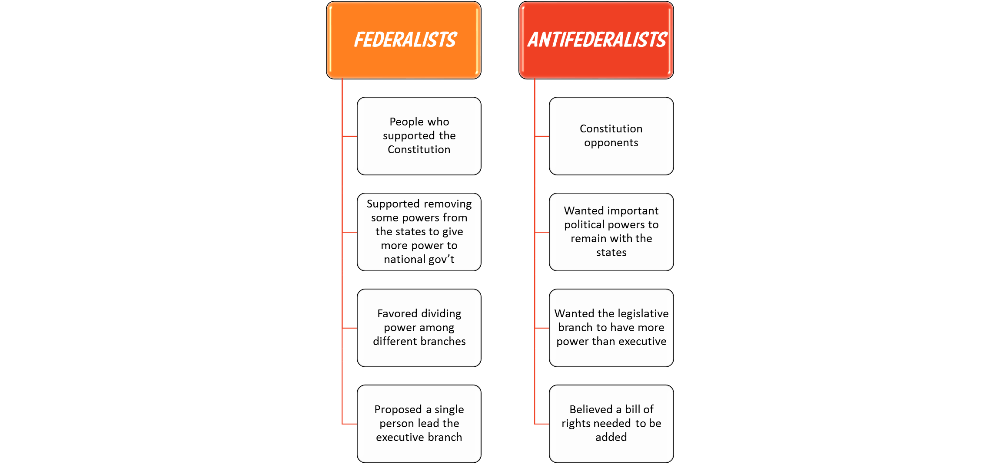 FEDERALISTS
People who
supported the
Constitution
Supported removing
some powers from
the states to give
more power to
national gov’t
Favored dividing
power among
different branches
Proposed a single
person lead the
executive branch
ANTIFEDERALISTS
Constitution
opponents
Wanted important
political powers to
remain with the
states
Wanted the legislative
branch to have more
power than executive
Believed a bill of
rights needed to be
added